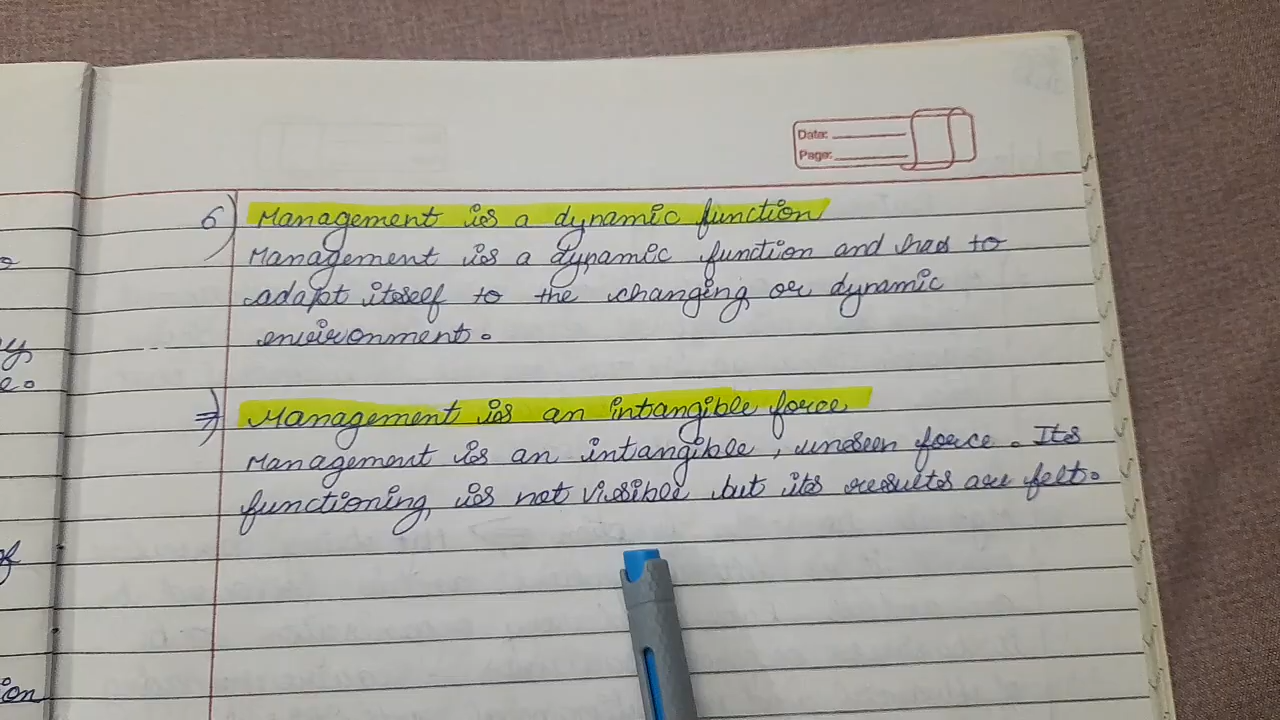 Date:
Page:
6) Management is a dynamic function
Management is a dynamic function and has to
adapt itself to the changing or dynamic
environment.
7) Management is an intangible force
Management is an intangible, unseen force. Its
functioning is not visible but its results are felt.
of